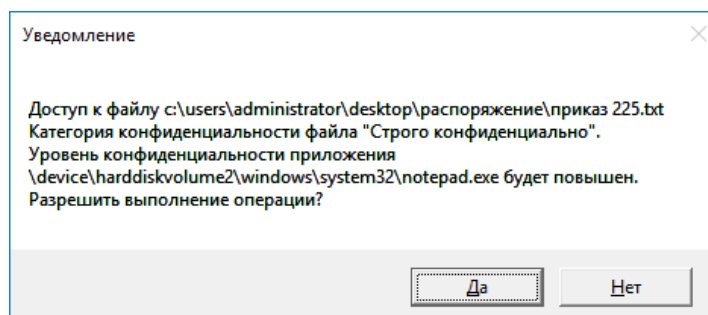 Уведомление
Доступ к файлу c:\users\administrator\desktop\распоряжение\приказ 225.txt
Категория конфиденциальности файла "Строго конфиденциально".
Уровень конфиденциальности приложения
\device\harddiskvolume2\windows\system32\notepad.exe будет повышен.
Разрешить выполнение операции?
Да
Нет